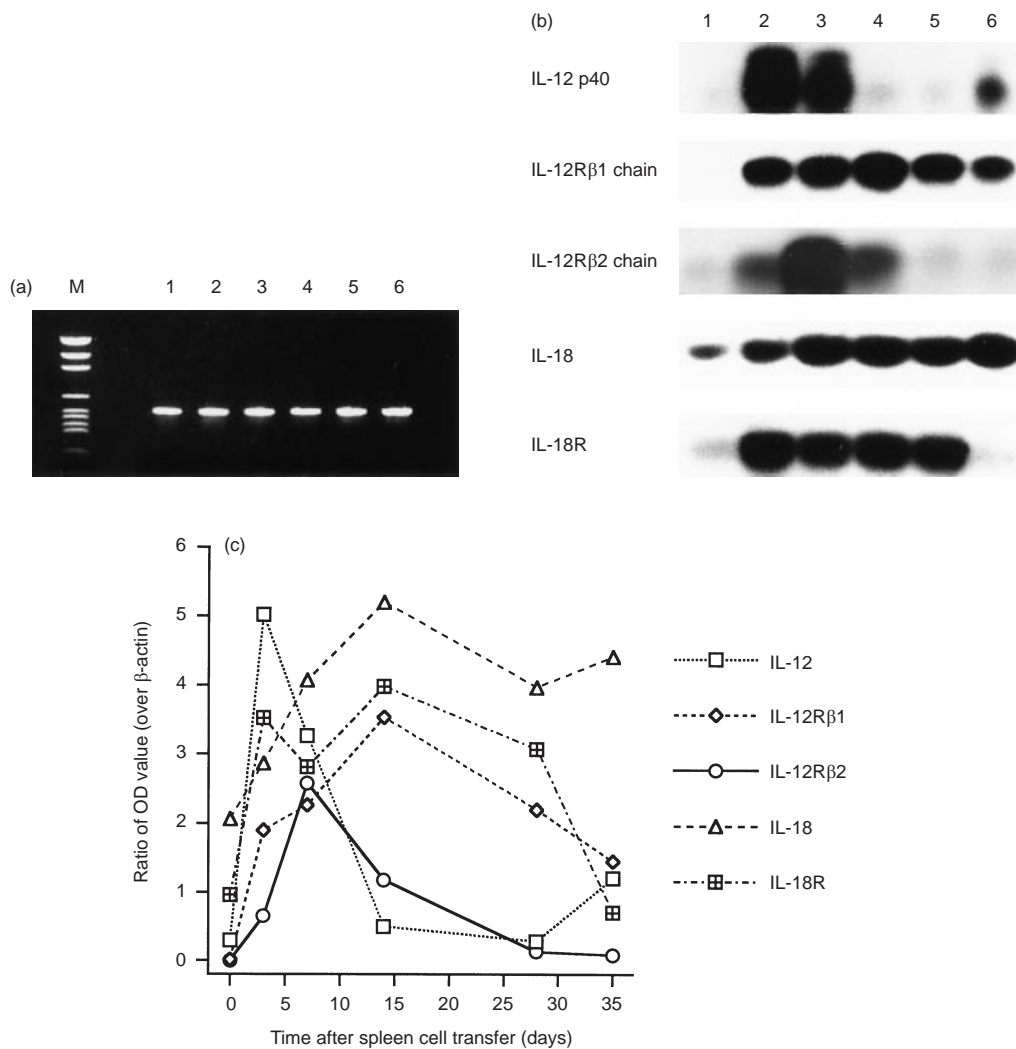 (b) 1 2 3 4 5 6
IL-12 p40
IL-12Rβ1 chain
IL-12Rβ2 chain
IL-18
IL-18R
(a) M 1 2 3 4 5 6
(c)
Ratio of OD value (over β-actin)
6
5
4
3
2
1
0
0 5 10 15 20 25 30 35
Time after spleen cell transfer (days)
IL-12
IL-12Rβ1
IL-12Rβ2
IL-18
IL-18R